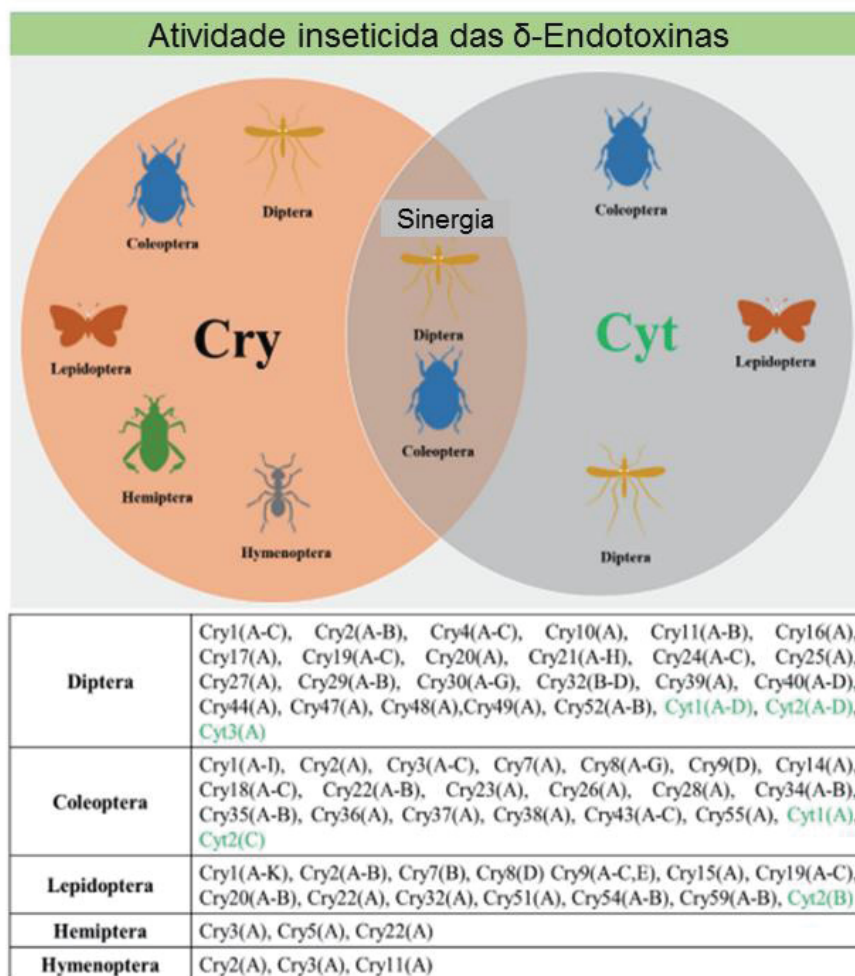 Atividade inseticida das δ-Endotoxinas
Diptera
Coleoptera
Lepidoptera
Cry
Hemiptera
Hymenoptera
Sinergia
Diptera
Coleoptera
Coleoptera
Cyt
Lepidoptera
Diptera
Diptera
Cry1(A-C), Cry2(A-B), Cry4(A-C), Cry10(A), Cry11(A-B), Cry16(A),
Cry17(A), Cry19(A-C), Cry20(A), Cry21(A-H), Cry24(A-C), Cry25(A),
Cry27(A), Cry29(A-B), Cry30(A-G), Cry32(B-D), Cry39(A), Cry40(A-D),
Cry44(A), Cry47(A), Cry48(A),Cry49(A), Cry52(A-B), Cyt1(A-D), Cyt2(A-D),
Cyt3(A)
Coleoptera
Cry1(A-I), Cry2(A), Cry3(A-C), Cry7(A), Cry8(A-G), Cry9(D), Cry14(A),
Cry18(A-C), Cry22(A-B), Cry23(A), Cry26(A), Cry28(A), Cry34(A-B),
Cry35(A-B), Cry36(A), Cry37(A), Cry38(A), Cry43(A-C), Cry55(A), Cyt1(A),
Cyt2(C)
Lepidoptera
Cry1(A-K), Cry2(A-B), Cry7(B), Cry8(D) Cry9(A-C,E), Cry15(A), Cry19(A-C),
Cry20(A-B), Cry22(A), Cry32(A), Cry51(A), Cry54(A-B), Cry59(A-B), Cyt2(B)
Hemiptera
Cry3(A), Cry5(A), Cry22(A)
Hymenoptera
Cry2(A), Cry3(A), Cry11(A)